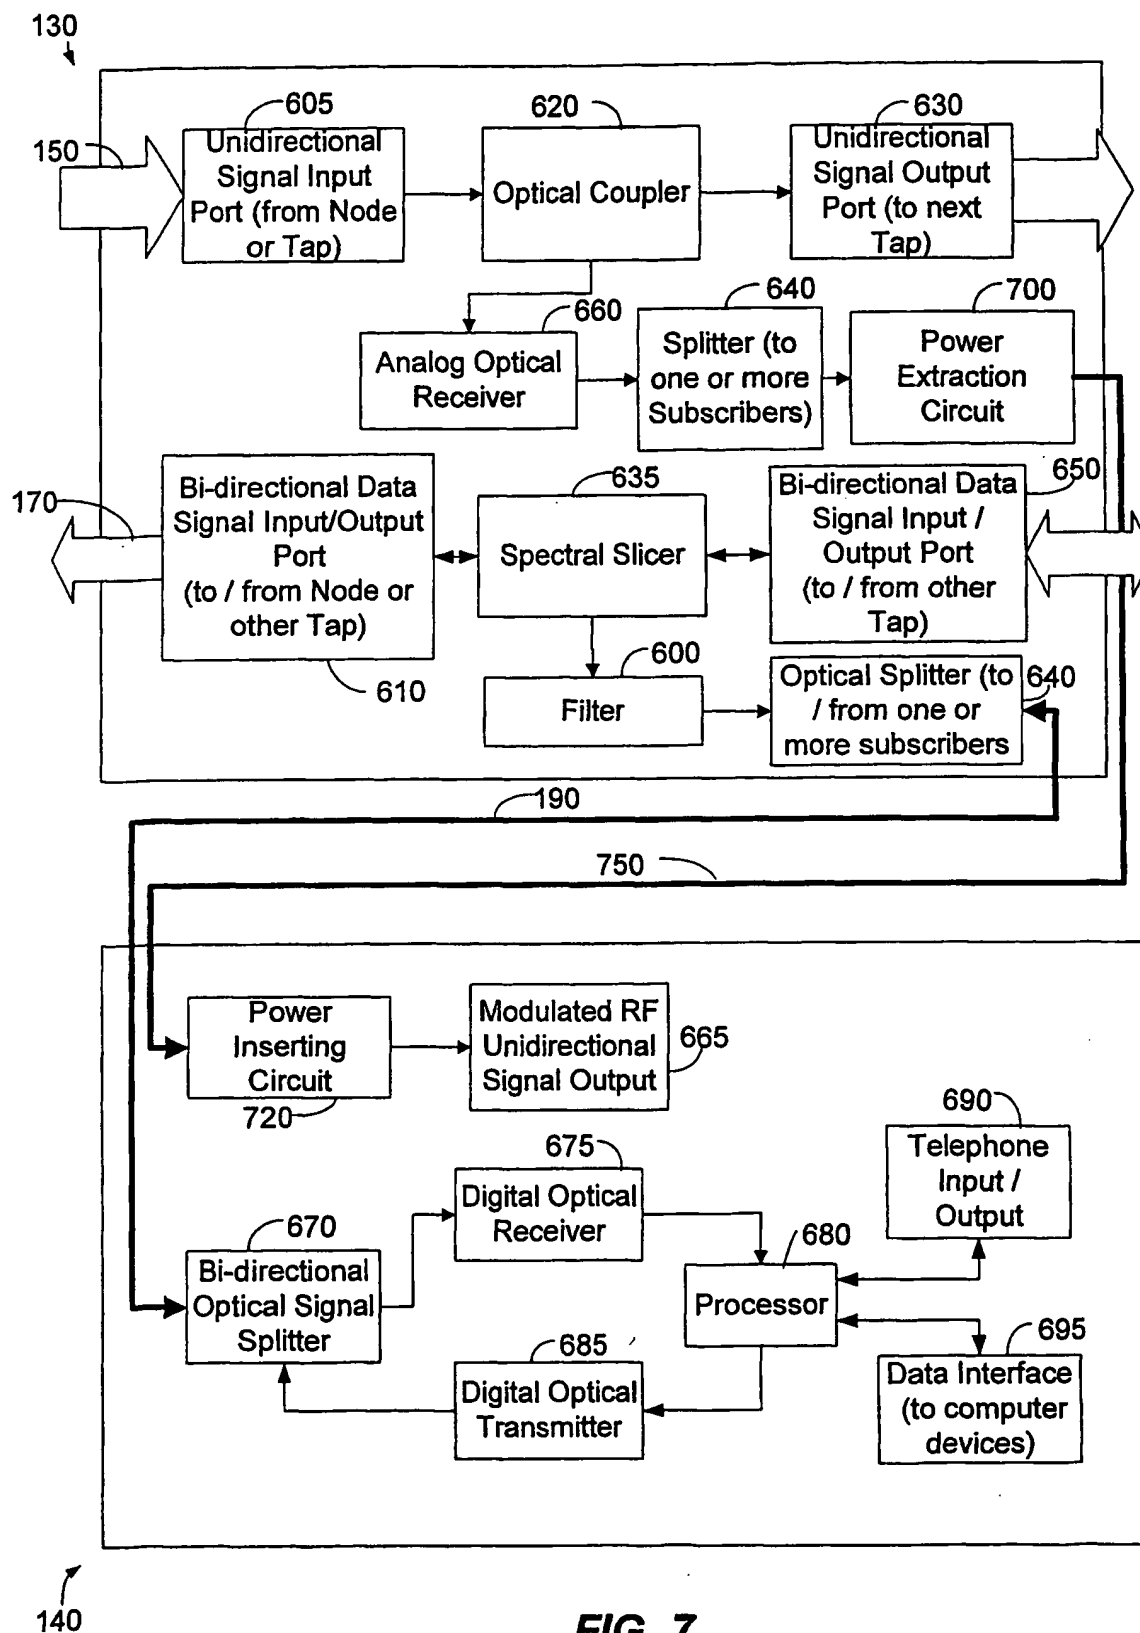 130
605
620
630
150
Unidirectional
Signal Input
Port (from Node
or Tap)
Optical Coupler
Unidirectional
Signal Output
Port (to next
Tap)
660
640
700
Analog Optical
Receiver
Splitter (to
one or more
Subscribers)
Power
Extraction
Circuit
170
635
650
Bi-directional Data
Signal Input/Output
Port
(to / from Node or
other Tap)
Spectral Slicer
Bi-directional Data
Signal Input /
Output Port
(to / from other
Tap)
610
600
640
Filter
Optical Splitter (to
/ from one or
more subscribers
190
750
Power
Inserting
Circuit
720
Modulated RF
Unidirectional
Signal Output
665
690
Telephone
Input /
Output
675
Digital Optical
Receiver
670
Bi-directional
Optical Signal
Splitter
680
Processor
685
Digital Optical
Transmitter
695
Data Interface
(to computer
devices)
140
FIG. 7